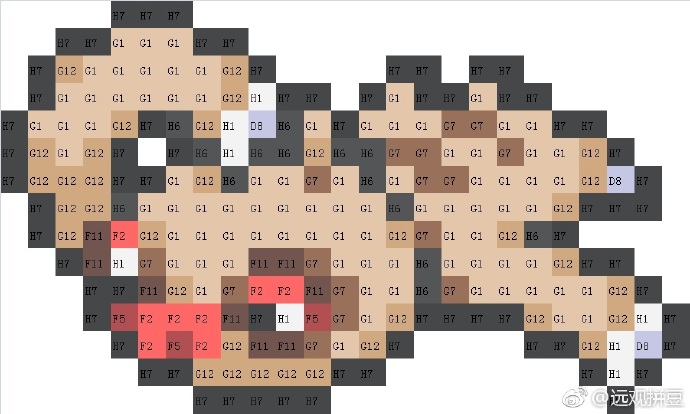 H7 H7 H7
H7 H7 G1 G1 G1 H7 H7
H7 G12 G1 G1 G1 G1 G1 G12 H7 H7 H7 H7 H7
H7 G1 G1 G1 G1 G1 G1 G12 H1 H7 H7 H7 G1 H7 H7 G1 H7 H7
H7 G1 G1 G1 G12 H7 H6 G12 H1 D8 H6 G1 H7 G1 G1 G1 G7 G7 G1 G1 H7
H7 G12 G1 G12 H7 H7 H6 H1 H6 H6 G12 H6 H6 G7 G7 G1 G1 G7 G1 G1 G12 H7
H7 G12 G12 G12 H7 H7 G1 G12 H6 G1 G1 G7 G1 H6 G1 G7 G7 G1 G1 G1 G1 G12 D8 H7
H7 G12 G12 H6 G1 G1 G1 G1 G1 G1 G1 G1 G1 H6 G1 G1 G1 G1 G1 G12 H7 H7 H7
H7 G12 F11 F2 G12 G1 G1 G1 G1 G1 G1 G1 G1 G12 G7 G1 G1 G12 H6 H7
H7 F11 H1 G7 G1 G1 G1 F11 F11 G7 G1 G1 G1 H6 G7 G1 G1 G1 G1 G12 H7 H7
H7 H7 F11 G12 G1 G7 F2 F2 F11 G7 G1 G1 H6 G7 G1 G1 G1 G1 G1 G12 H7
H7 F5 F2 F2 F2 F11 H7 H1 F5 G7 G1 G12 H7 H7 H7 H7 G12 G1 G1 G12 H1 H7
H7 F2 F5 F2 G12 F11 F11 G7 G1 G12 H7 H7 G12 G12 H1 D8 H7
H7 H7 G12 G12 G12 G12 G12 H7 H7 H7 H7 H1 H7
H7 H7 H7 H7 H7
@远观拼豆